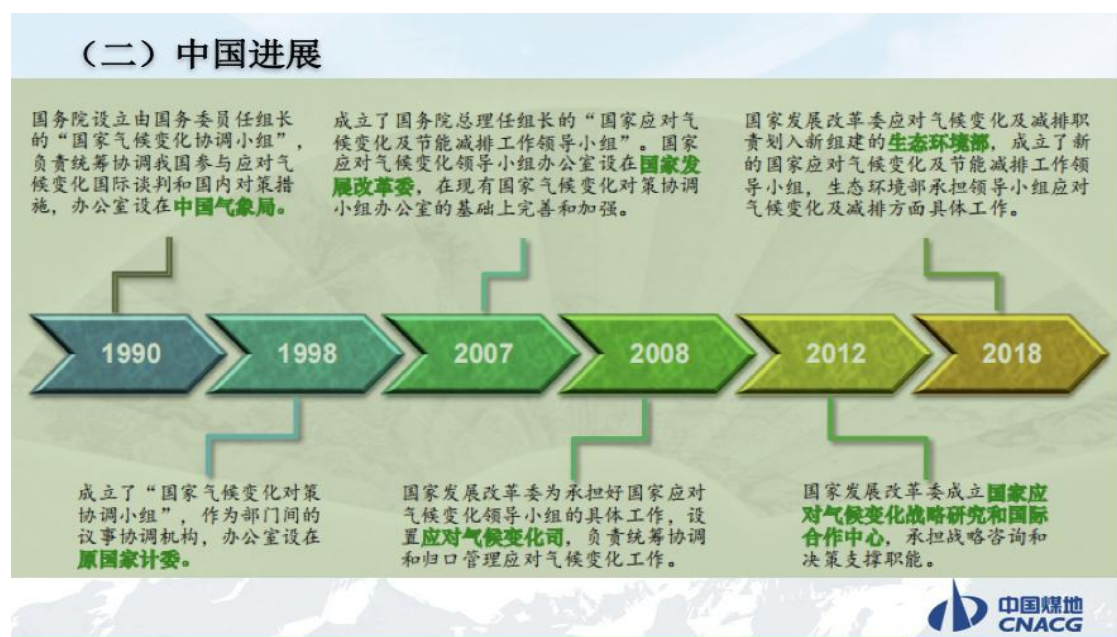 （二）中国进展
国务院设立由国务委员任组长
的“国家气候变化协调小组”，
负责统筹协调我国参与应对气
候变化国际谈判和国内对策措
施，办公室设在中国气象局。
成立了国务院总理任组长的“国家应对气
候变化及节能减排工作领导小组”。国家
应对气候变化领导小组办公室设在国家发
展改革委，在现有国家气候变化对策协调
小组办公室的基础上完善和加强。
国家发展改革委应对气候变化及减排职
责划入新组建的生态环境部，成立了新
的国家应对气候变化及节能减排工作领
导小组，生态环境部承担领导小组应对
气候变化及减排方面具体工作。
1990
1998
2007
2008
2012
2018
成立了“国家气候变化对策
协调小组”，作为部门间的
议事协调机构，办公室设在
原国家计委。
国家发展改革委为承担好国家应对
气候变化领导小组的具体工作，设
置应对气候变化司，负责统筹协调
和归口管理应对气候变化工作。
国家发展改革委成立国家应
对气候变化战略研究和国际
合作中心，承担战略咨询和
决策支撑职能。
中国煤地
CNACG